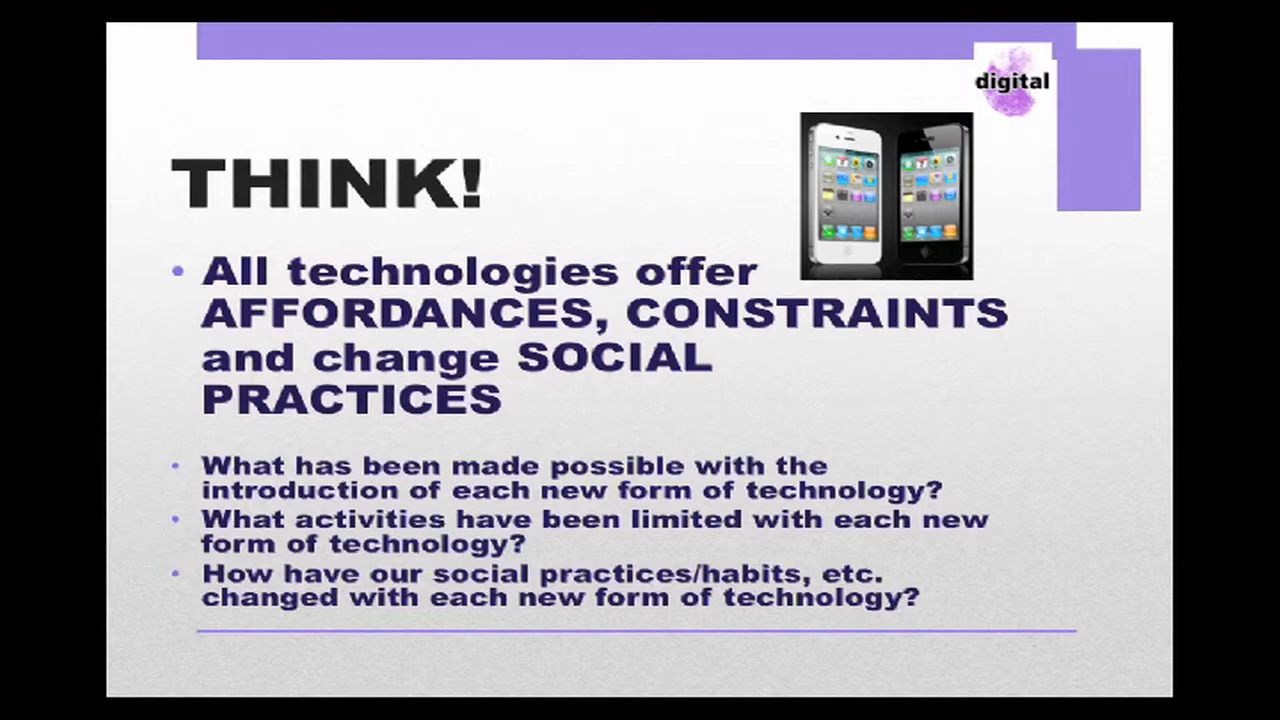 digital
THINK!
• All technologies offer
AFFORDANCES, CONSTRAINTS
and change SOCIAL
PRACTICES
• What has been made possible with the
introduction of each new form of technology?
• What activities have been limited with each new
form of technology?
• How have our social practices/habits, etc.
changed with each new form of technology?